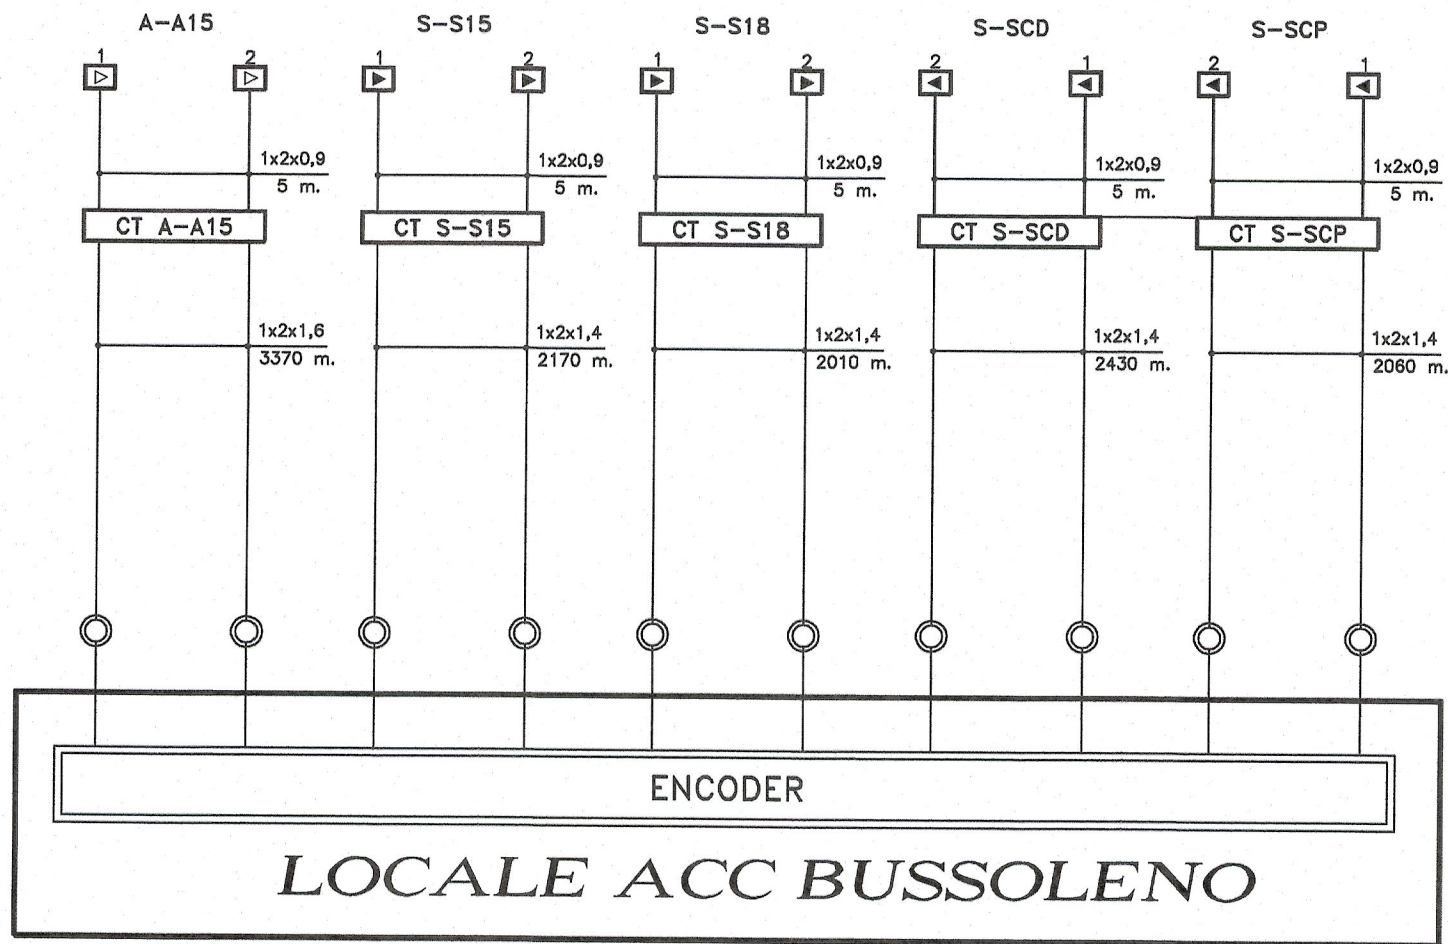 A-A15 S-S15 S-S18 S-SCD S-SCP
1 2 1 2 1 2 2 1 2 1
1x2x0,9 1x2x0,9 1x2x0,9 1x2x0,9 1x2x0,9
5 m. 5 m. 5 m. 5 m. 5 m.
CT A-A15 CT S-S15 CT S-S18 CT S-SCD CT S-SCP
1x2x1,6 1x2x1,4 1x2x1,4 1x2x1,4 1x2x1,4
3370 m. 2170 m. 2010 m. 2430 m. 2060 m.
ENCODER
LOCALE ACC BUSSOLENO